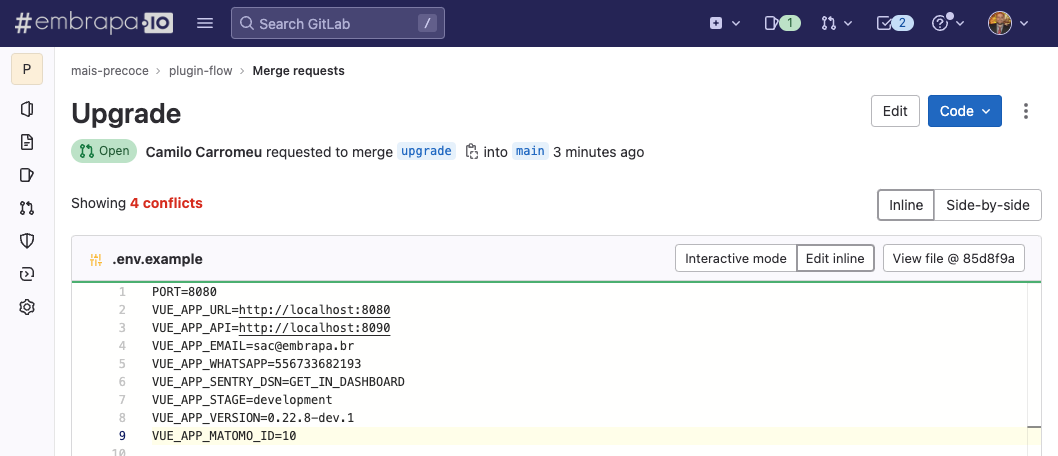 #embrapa.io Search GitLab / 1 2
P mais-precoce › plugin-flow › Merge requests
Upgrade Edit Code
Open Camilo Carromeu requested to merge upgrade into main 3 minutes ago
Showing 4 conflicts Inline Side-by-side
.env.example Interactive mode Edit inline View file @ 85d8f9a
1 PORT=8080
2 VUE_APP_URL=http://localhost:8080
3 VUE_APP_API=http://localhost:8090
4 VUE_APP_EMAIL=sac@embrapa.br
5 VUE_APP_WHATSAPP=556733682193
6 VUE_APP_SENTRY_DSN=GET_IN_DASHBOARD
7 VUE_APP_STAGE=development
8 VUE_APP_VERSION=0.22.8-dev.1
9 VUE_APP_MATOMO_ID=10
10